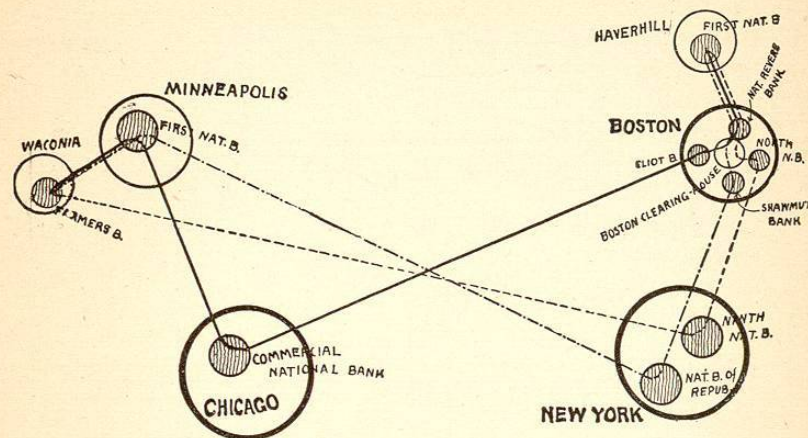 HAVERHILL
FIRST NAT. B
NAT. REVERE
BANK
MINNEAPOLIS
FIRST NAT. B.
WACONIA
BOSTON
NORTH
N.B.
ELIOT B.
BOSTON CLEARING-HOUSE
SHAWMUT
BANK
NINTH
NAT. B.
COMMERCIAL
NATIONAL BANK
NAT. B. of
REPUB.
CHICAGO
NEW YORK